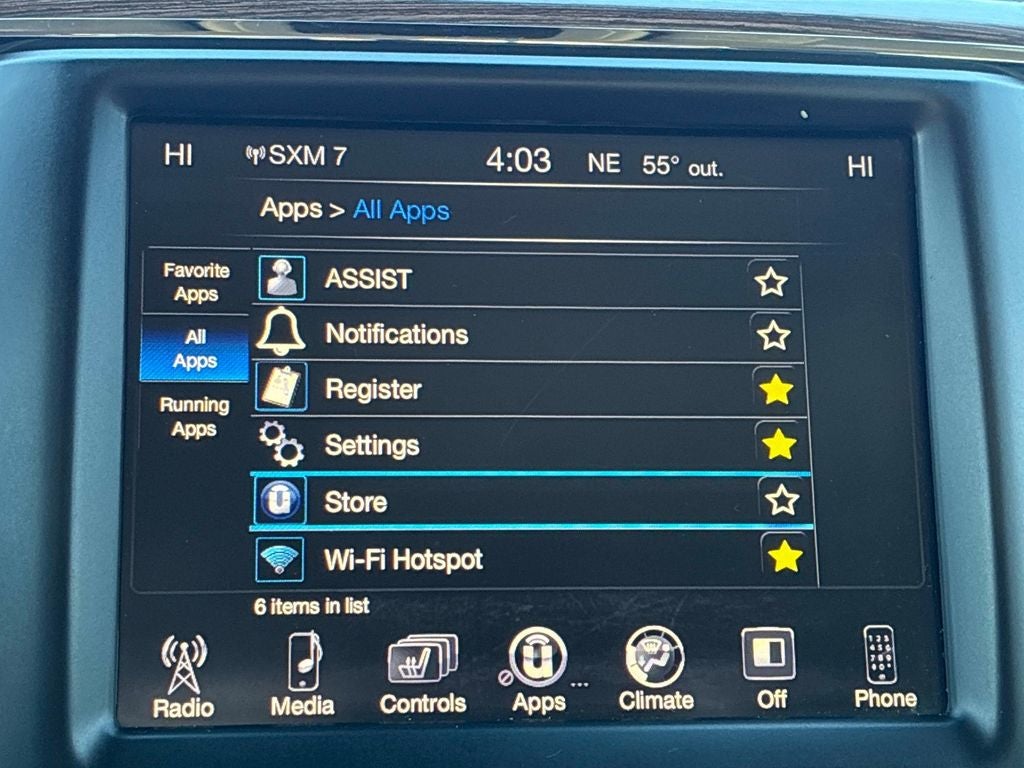 HI SXM 7 4:03 NE 55° out. HI
Apps > All Apps
Favorite
Apps
All
Apps
Running
Apps
ASSIST
Notifications
Register
Settings
Store
Wi-Fi Hotspot
6 items in list
Radio Media Controls Apps ... Climate Off Phone